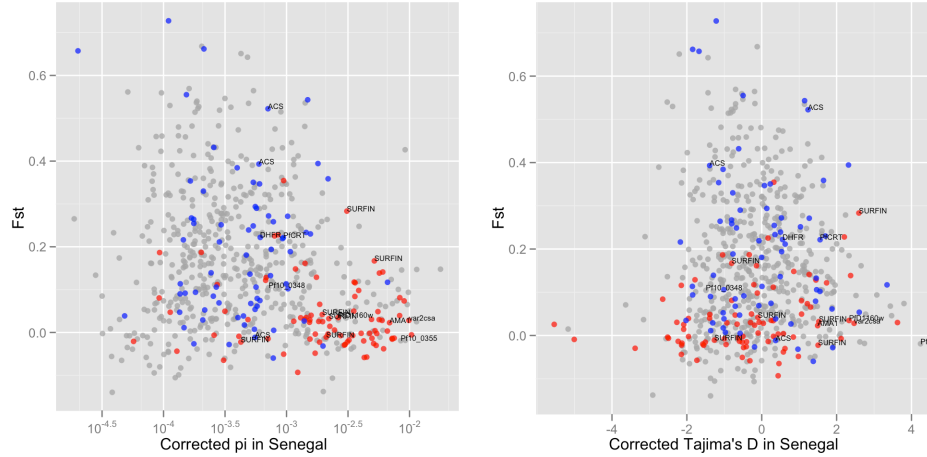 Fst
0.6
0.4
0.2
0.0
ACS
ACS
SURFIN
DHFR
PfCRT
SURFIN
Pf10_0348
SURFIN
Pf01160w
var2csa
AMA1
ACS
SURFIN
SURFIN
Pf10_0355
10-4.5
10-4
10-3.5
10-3
10-2.5
10-2
Corrected pi in Senegal
Fst
0.6
0.4
0.2
0.0
ACS
ACS
SURFIN
DHFR
PfCRT
SURFIN
Pf10_0348
SURFIN
SURFIN
Pf01160w
var2csa
AMA1
SURFIN
ACS
SURFIN
Pf
-4
-2
0
2
4
Corrected Tajima's D in Senegal